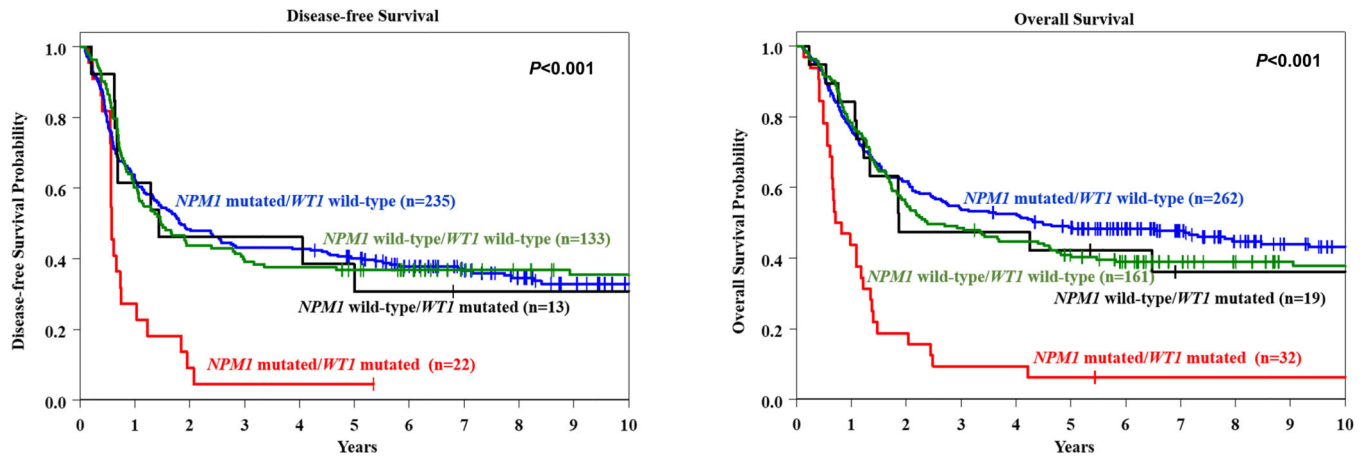 Disease-free Survival
Disease-free Survival Probability
1.0
0.8
0.6
0.4
0.2
0.0
P<0.001
NPM1 mutated/WT1 wild-type (n=235)
NPM1 wild-type/WT1 wild-type (n=133)
NPM1 wild-type/WT1 mutated (n=13)
NPM1 mutated/WT1 mutated (n=22)
0 1 2 3 4 5 6 7 8 9 10
Years
Overall Survival
Overall Survival Probability
1.0
0.8
0.6
0.4
0.2
0.0
P<0.001
NPM1 mutated/WT1 wild-type (n=262)
NPM1 wild-type/WT1 wild-type (n=161)
NPM1 wild-type/WT1 mutated (n=19)
NPM1 mutated/WT1 mutated (n=32)
0 1 2 3 4 5 6 7 8 9 10
Years